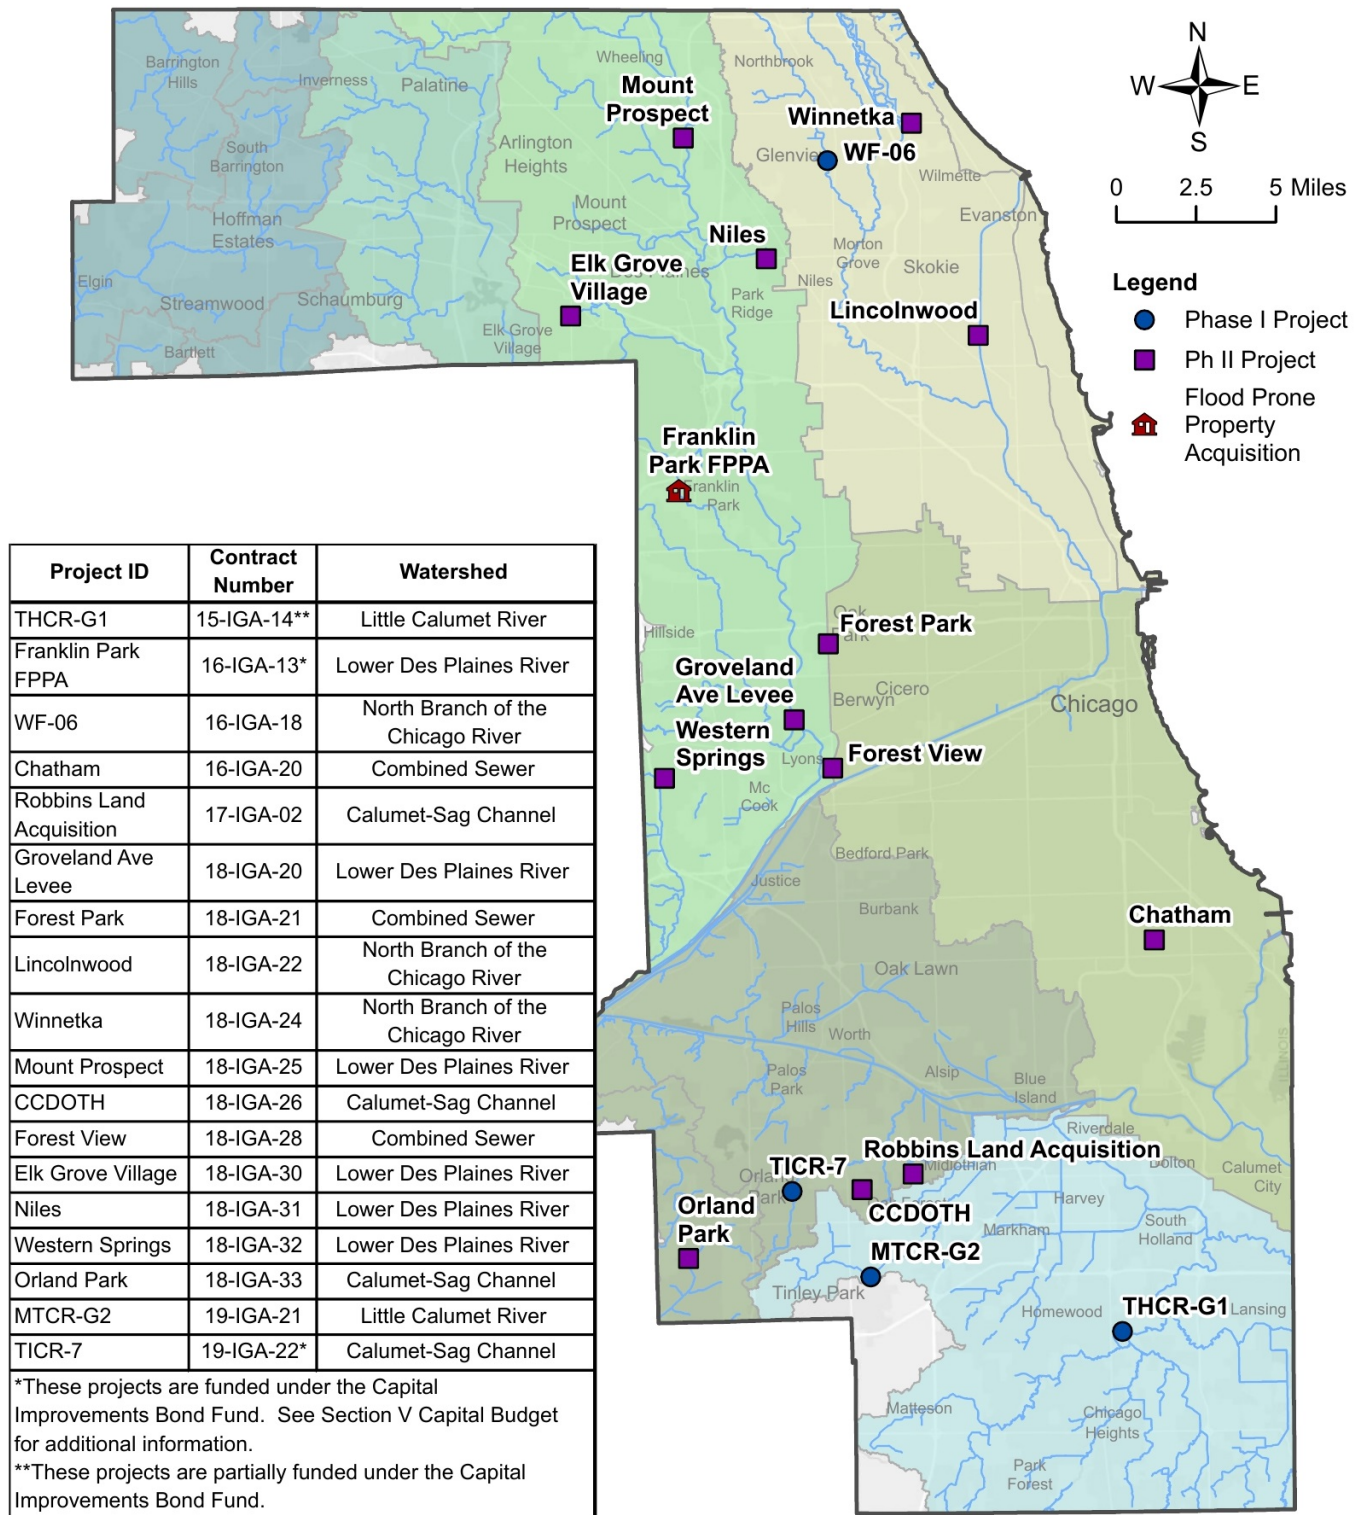 N
W
E
S
0 2.5 5 Miles
Legend
Phase I Project
Ph II Project
Flood Prone
Property
Acquisition
Barrington
Hills
Inverness
Palatine
Wheeling
Northbrook
Mount
Prospect
Winnetka
WF-06
Glenview
Arlington
Heights
South
Barrington
Wilmette
Mount
Prospect
Evanston
Hoffman
Estates
Niles
Morton
Grove
Skokie
Elk Grove
Village
Des Plaines
Elgin
Niles
Streamwood
Schaumburg
Park
Ridge
Lincolnwood
Elk Grove
Village
Bartlett
Franklin
Park FPPA
Franklin
Park
Oak
Park
Forest Park
Hillside
Groveland
Ave Levee
Cicero
Berwyn
Chicago
Western
Springs
Lyons
Forest View
Mc
Cook
Bedford Park
Justice
Burbank
Chatham
Oak Lawn
Palos
Hills
Worth
ILLINOIS
Palos
Park
Alsip
Blue
Island
Riverdale
Robbins Land Acquisition
Midlothian
Dolton
Calumet
City
TICR-7
Orland
Park
Oak Forest
CCDOTH
Harvey
Orland
Park
Markham
South
Holland
MTCR-G2
Tinley Park
THCR-G1
Homewood
Lansing
Matteson
Chicago
Heights
Park
Forest
Project ID Contract Number Watershed
THCR-G1 15-IGA-14** Little Calumet River
Franklin Park
FPPA 16-IGA-13* Lower Des Plaines River
WF-06 16-IGA-18 North Branch of the
Chicago River
Chatham 16-IGA-20 Combined Sewer
Robbins Land
Acquisition 17-IGA-02 Calumet-Sag Channel
Groveland Ave
Levee 18-IGA-20 Lower Des Plaines River
Forest Park 18-IGA-21 Combined Sewer
Lincolnwood 18-IGA-22 North Branch of the
Chicago River
Winnetka 18-IGA-24 North Branch of the
Chicago River
Mount Prospect 18-IGA-25 Lower Des Plaines River
CCDOTH 18-IGA-26 Calumet-Sag Channel
Forest View 18-IGA-28 Combined Sewer
Elk Grove Village 18-IGA-30 Lower Des Plaines River
Niles 18-IGA-31 Lower Des Plaines River
Western Springs 18-IGA-32 Lower Des Plaines River
Orland Park 18-IGA-33 Calumet-Sag Channel
MTCR-G2 19-IGA-21 Little Calumet River
TICR-7 19-IGA-22* Calumet-Sag Channel
*These projects are funded under the Capital
Improvements Bond Fund. See Section V Capital Budget
for additional information.
**These projects are partially funded under the Capital
Improvements Bond Fund.